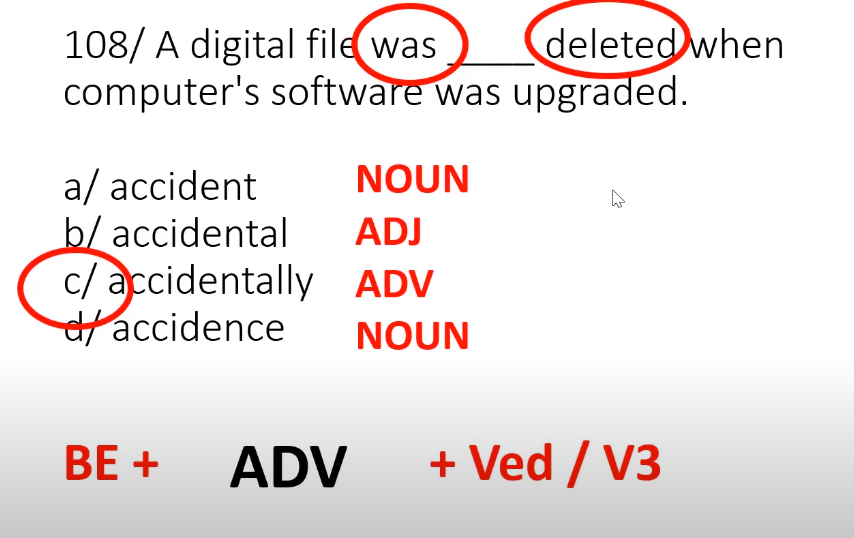 108/ A digital file was ____ deleted when
computer's software was upgraded.
a/ accident NOUN
b/ accidental ADJ
c/ accidentally ADV
d/ accidence NOUN
BE + ADV + Ved / V3